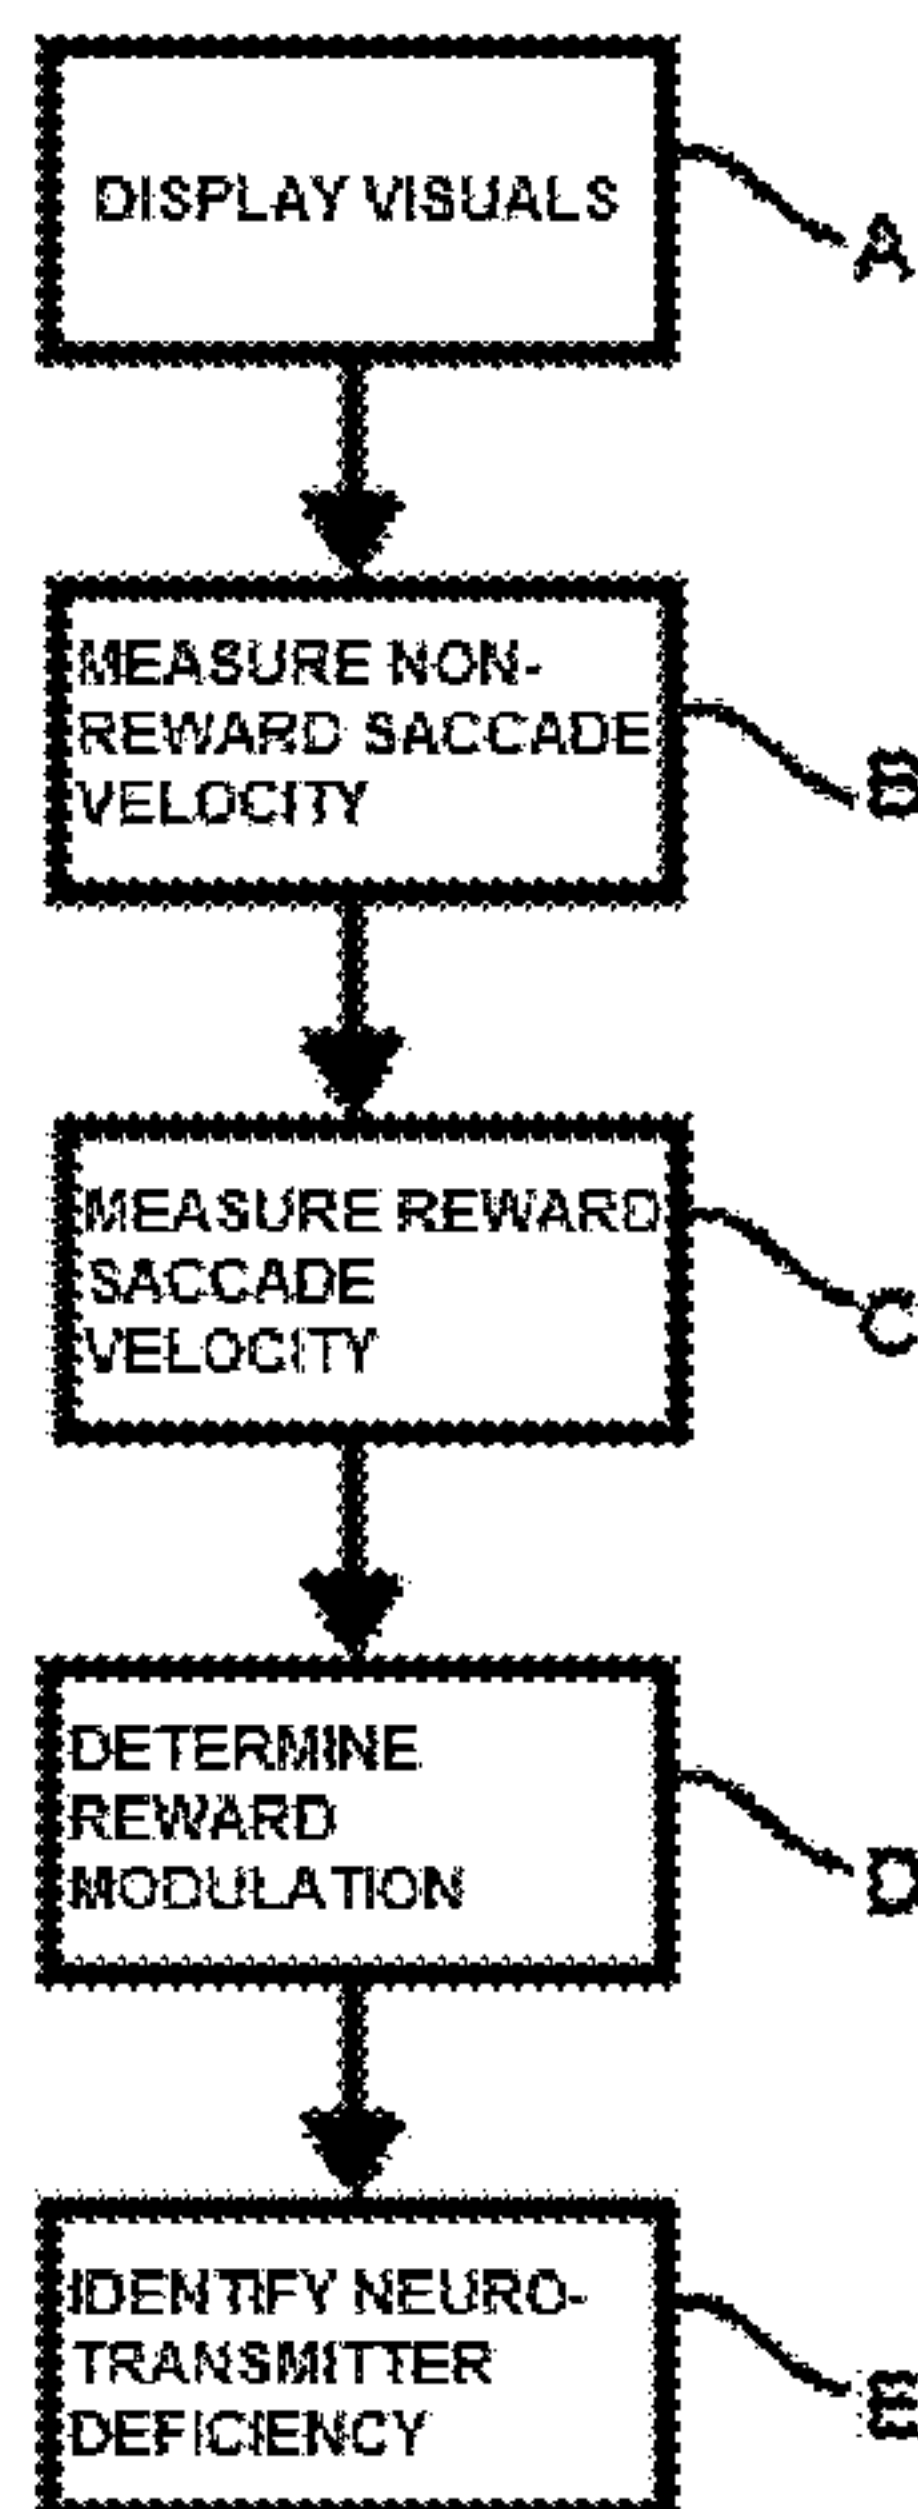 DISPLAY VISUALS
A
MEASURE NON-
REWARD SACCADE
VELOCITY
B
MEASURE REWARD
SACCADE
VELOCITY
C
DETERMINE
REWARD
MODULATION
D
IDENTIFY NEURO-
TRANSMITTER
DEFICIENCY
E